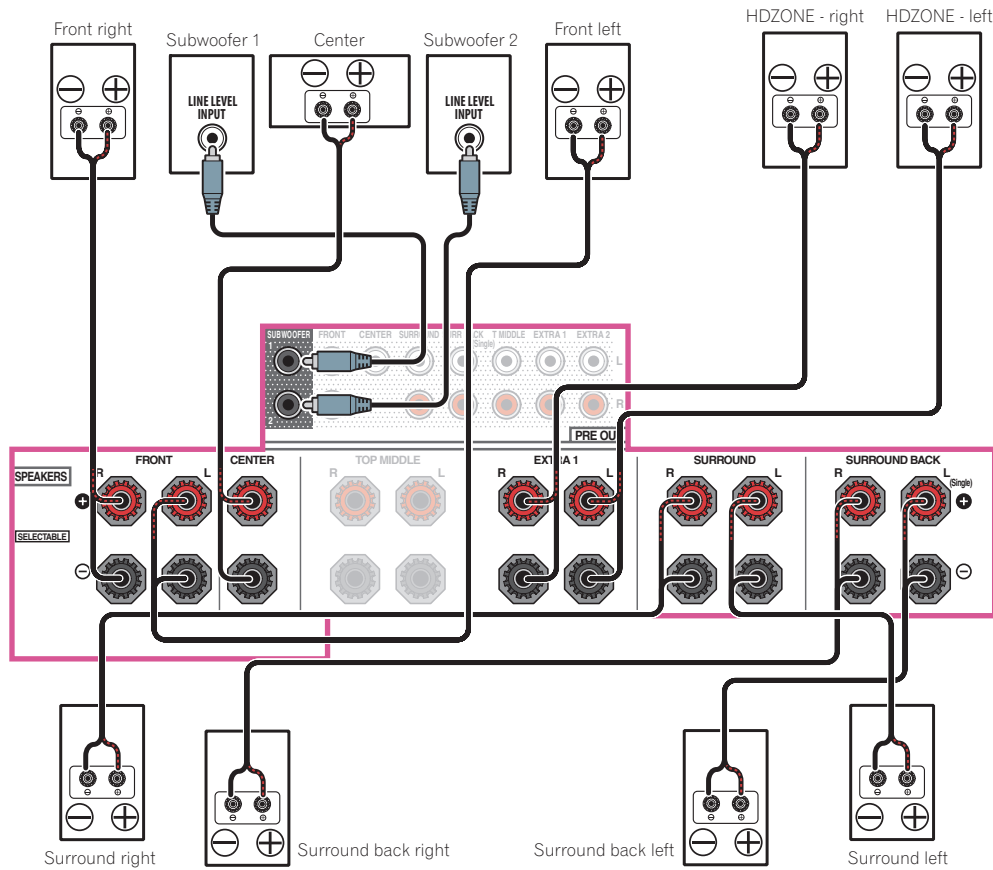 Front right
Subwoofer 1
Center
Subwoofer 2
Front left
HDZONE - right
HDZONE - left
LINE LEVEL
INPUT
LINE LEVEL
INPUT
SUBWOOFER
FRONT
CENTER
T MIDDLE
EXTRA 1
EXTRA 2
1
L
2
R
SPEAKERS
SELECTABLE
FRONT
R
L
CENTER
TOP MIDDLE
R
L
EXTRA 1
R
L
SURROUND
R
L
SURROUND BACK
R
L
(Single)
Surround right
Surround back right
Surround back left
Surround left